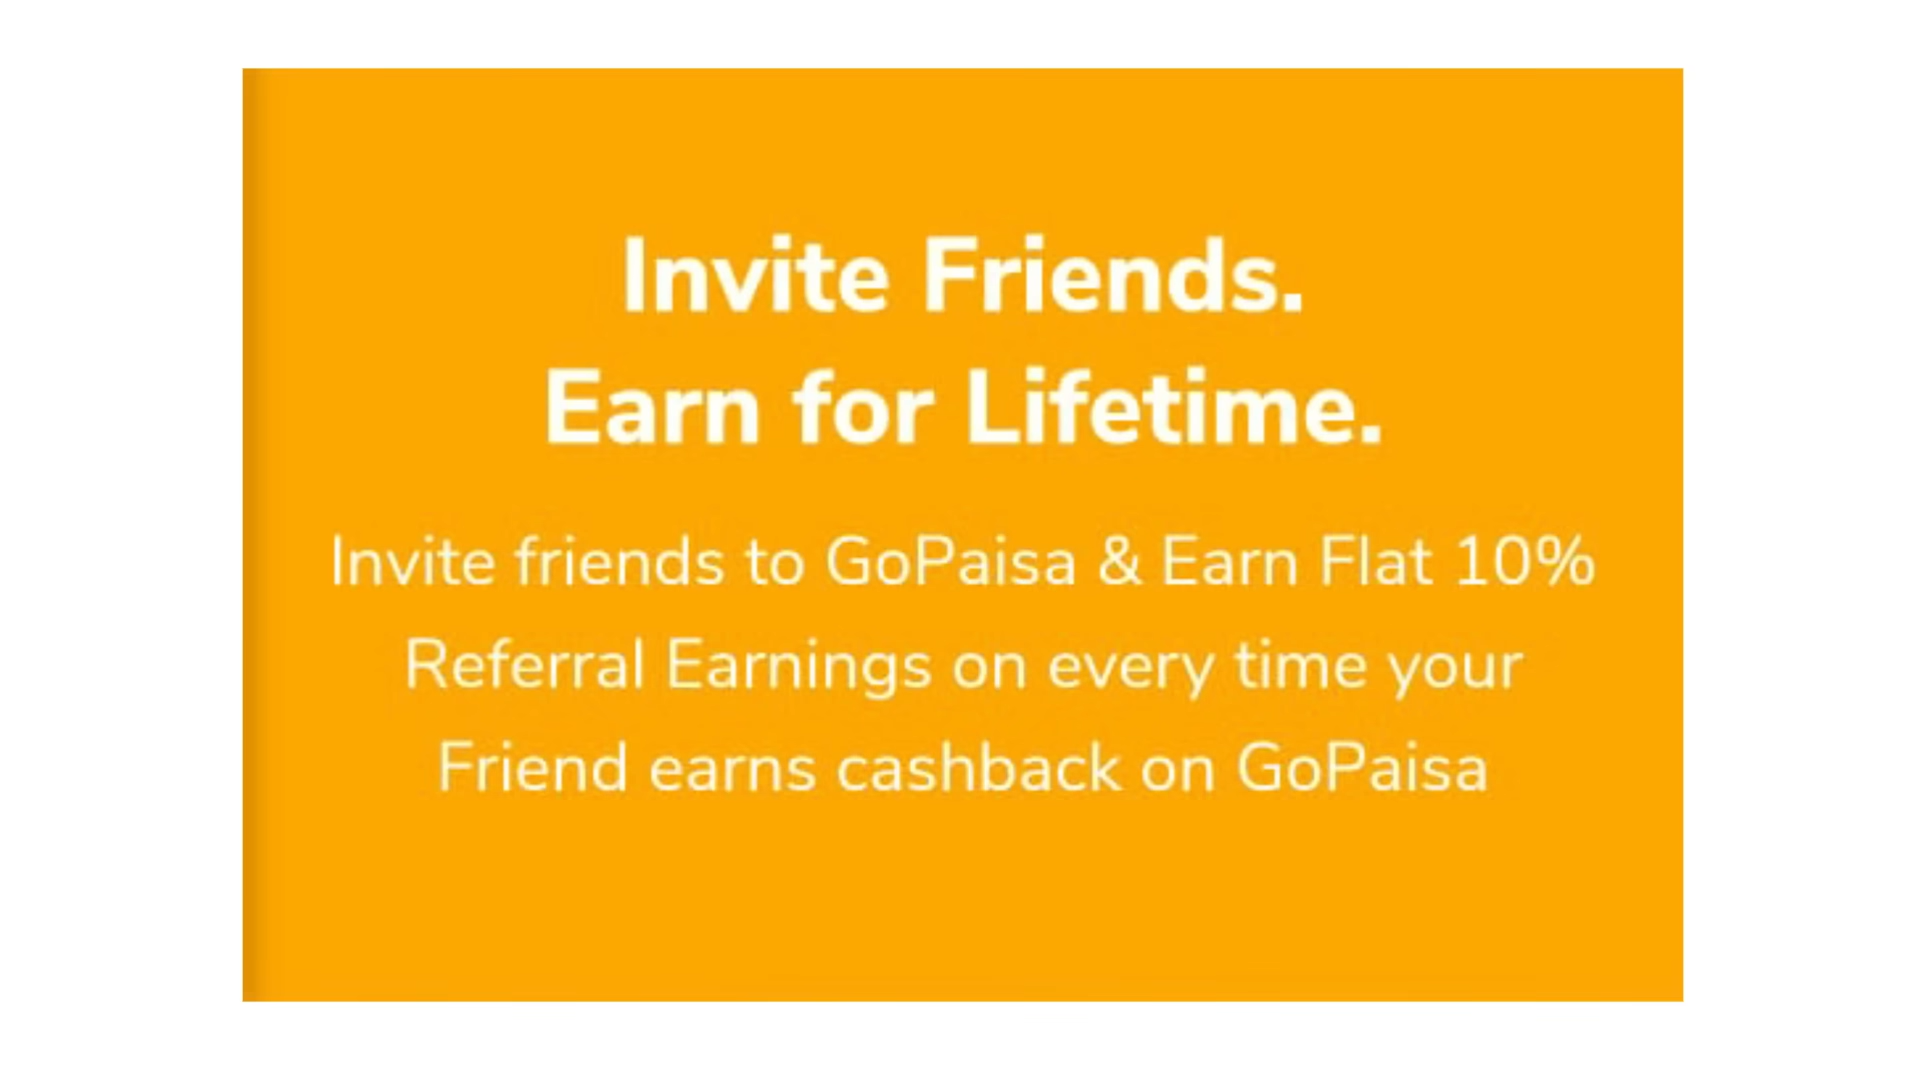 Invite Friends.
Earn for Lifetime.
Invite friends to GoPaisa & Earn Flat 10%
Referral Earnings on every time your
Friend earns cashback on GoPaisa